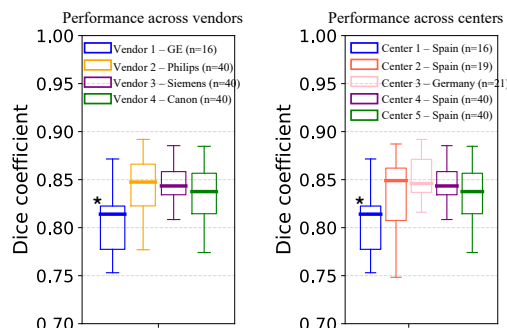 Performance across vendors
Dice coefficient
1.00
0.95
0.90
0.85
0.80
0.75
0.70
Vendor 1 – GE (n=16)
Vendor 2 – Philips (n=40)
Vendor 3 – Siemens (n=40)
Vendor 4 – Canon (n=40)
*
Performance across centers
Dice coefficient
1.00
0.95
0.90
0.85
0.80
0.75
0.70
Center 1 – Spain (n=16)
Center 2 – Spain (n=19)
Center 3 – Germany (n=21)
Center 4 – Spain (n=40)
Center 5 – Spain (n=40)
*